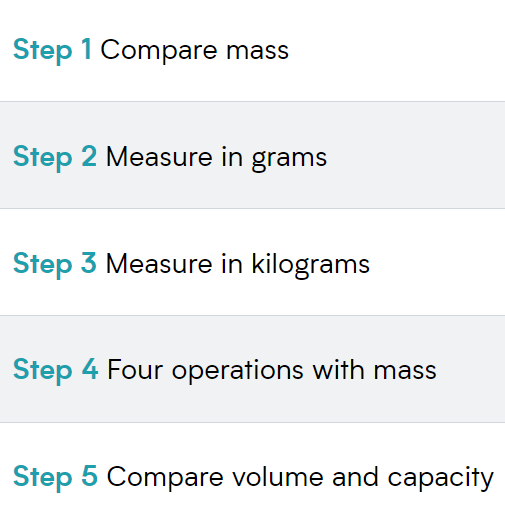 Step 1 Compare mass
Step 2 Measure in grams
Step 3 Measure in kilograms
Step 4 Four operations with mass
Step 5 Compare volume and capacity